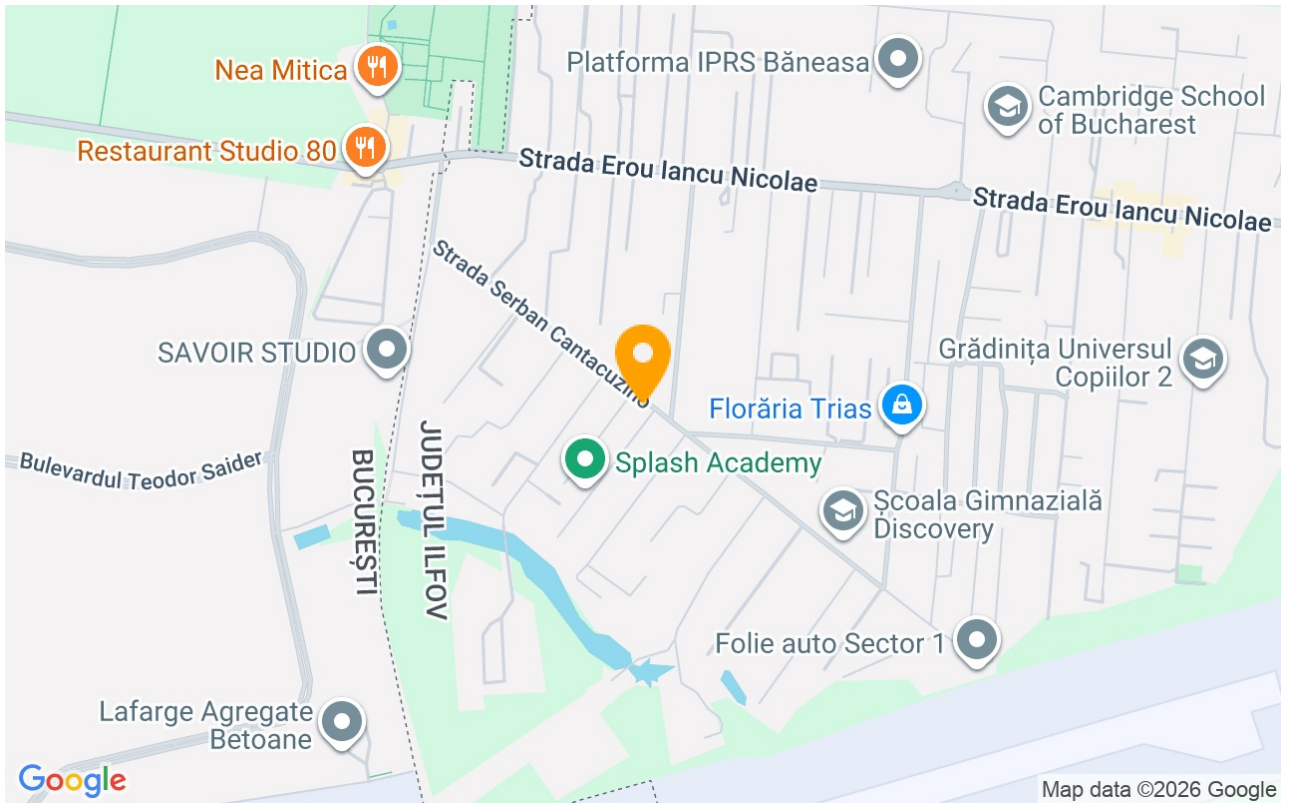 Nea Mitica
Platforma IPRS Băneasa
Cambridge School
of Bucharest
Restaurant Studio 80
Strada Erou Iancu Nicolae
Strada Erou Iancu Nicolae
Strada Serban Cantacuzino
SAVOIR STUDIO
Grădinița Universul
Copiilor 2
Florăria Trias
Bulevardul Teodor Saider
JUDEȚUL ILFOV
BUCUREȘTI
Splash Academy
Școala Gimnazială
Discovery
Folie auto Sector 1
Lafarge Agregate
Betoane
Google
Map data ©2026 Google